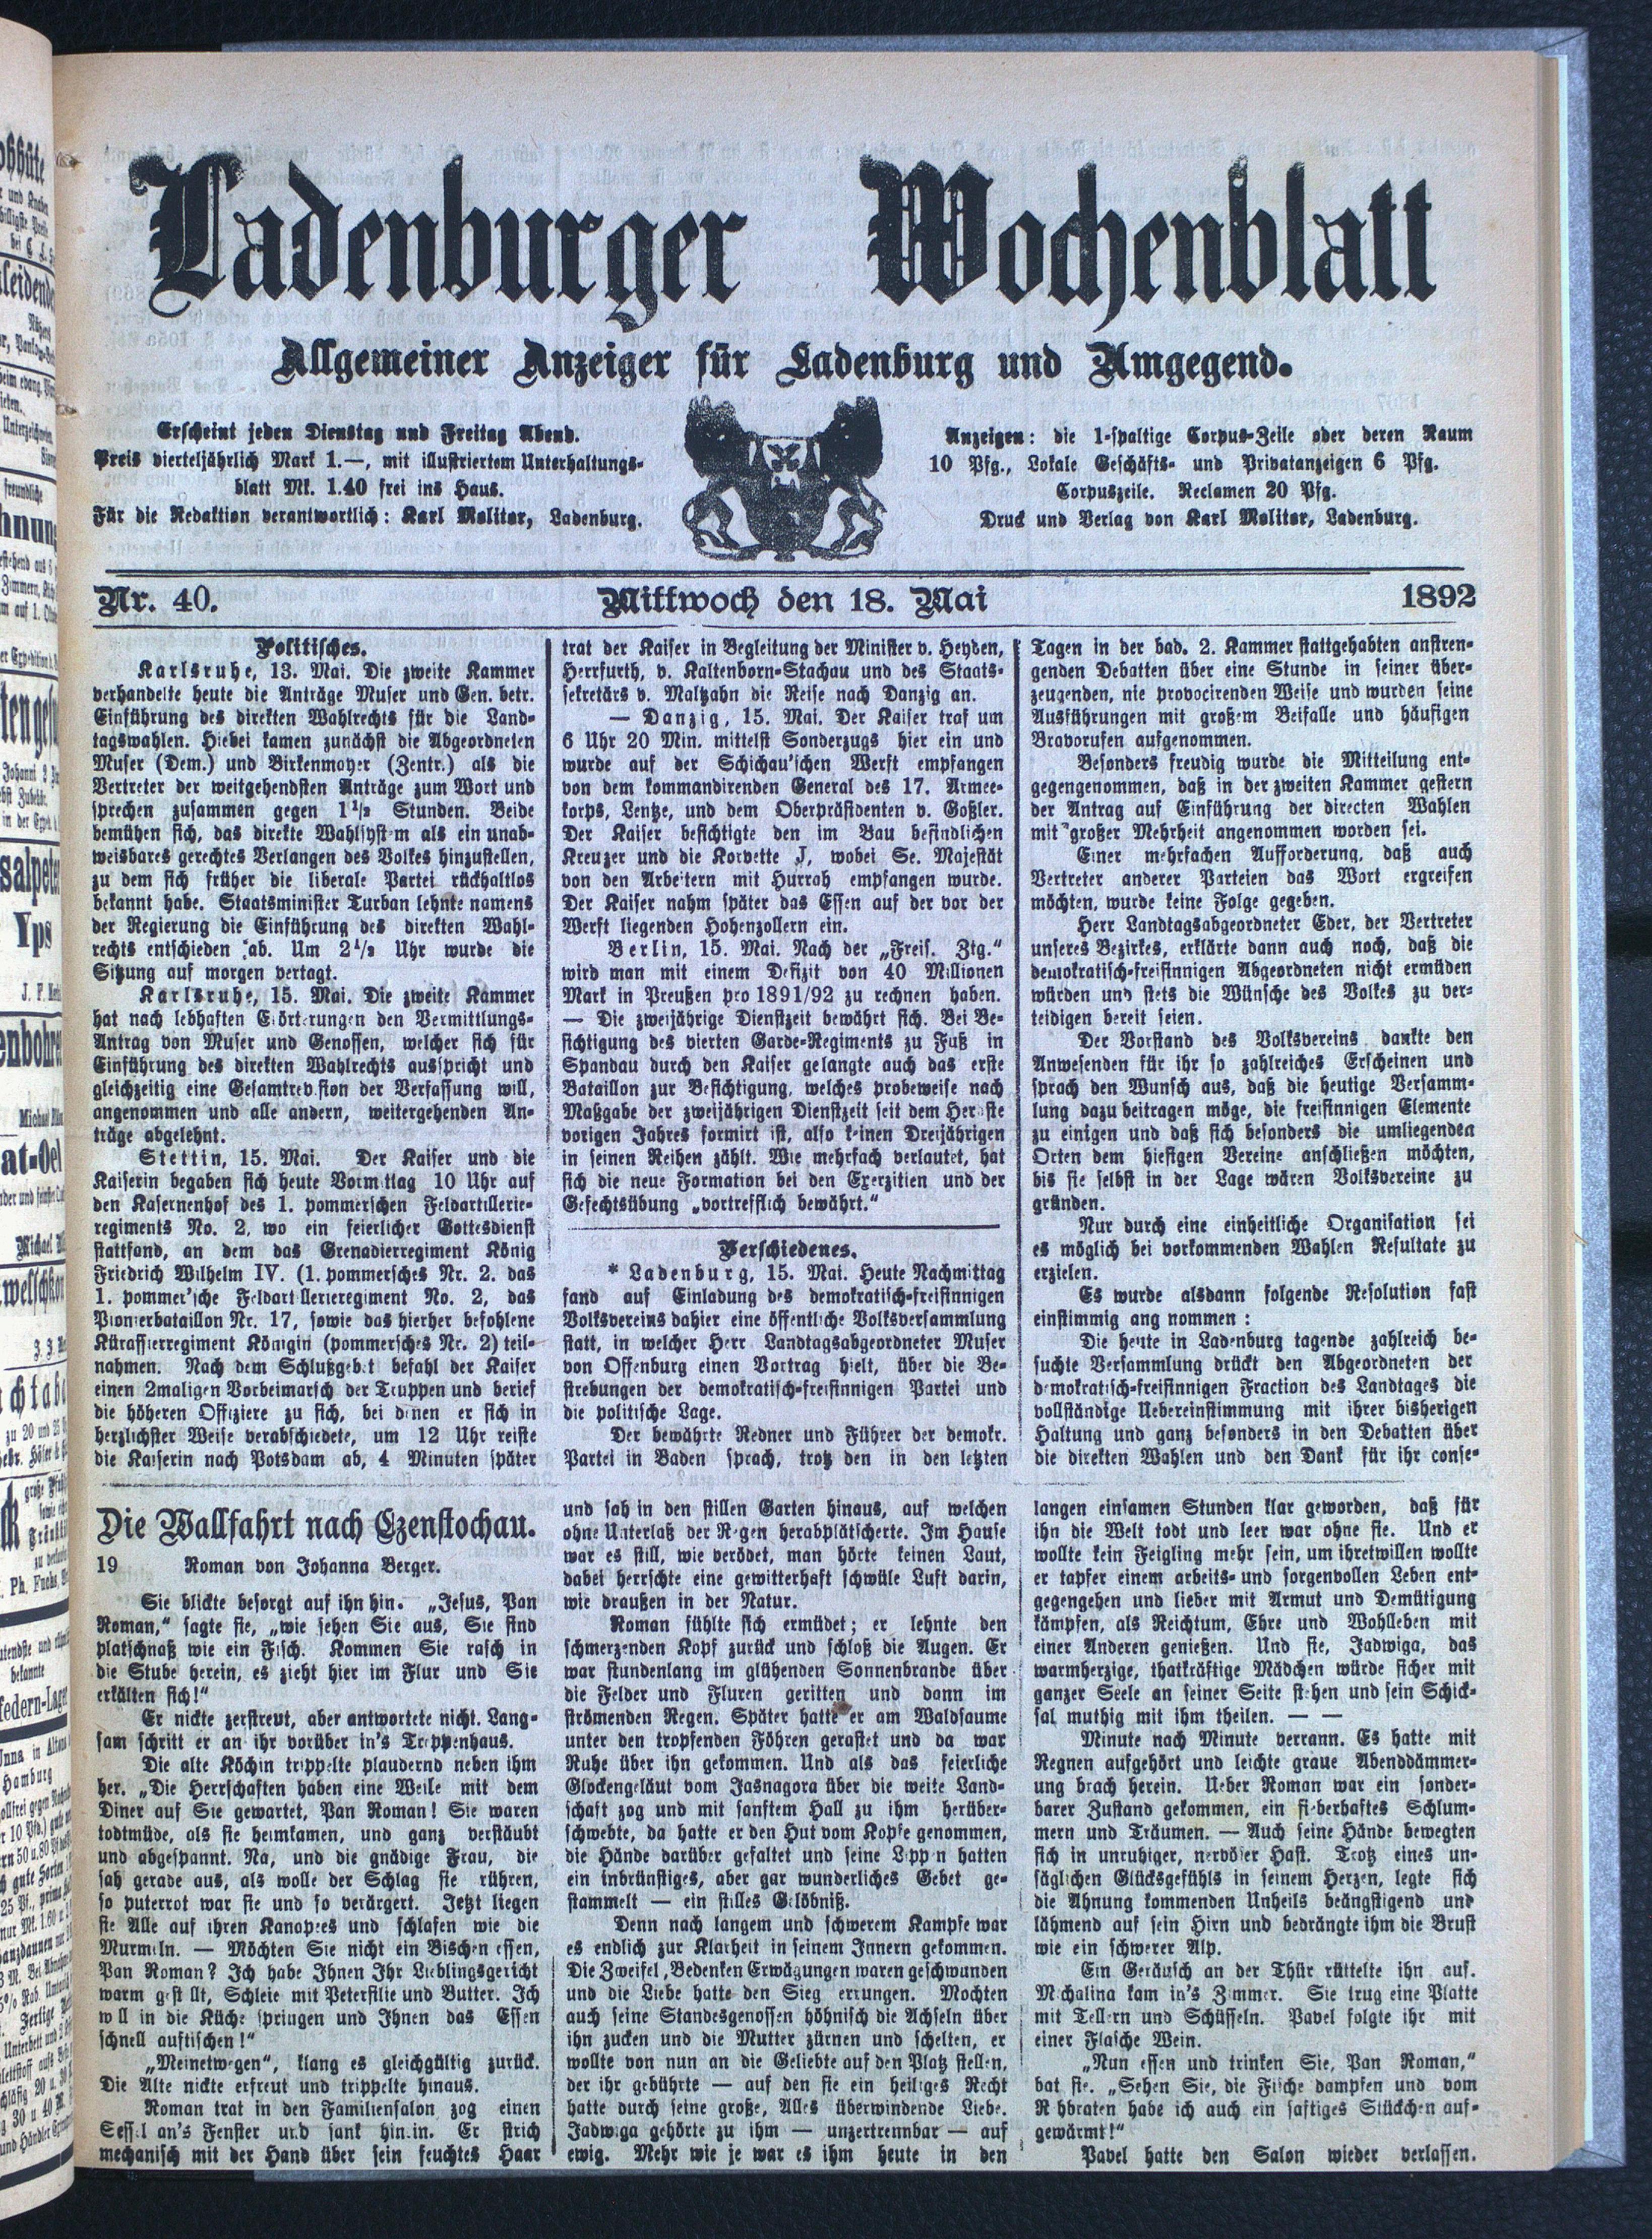 Ladenburger Wochenblatt
Allgemeiner Anzeiger für Ladenburg und Umgegend.
Erscheint jeden Dienstag und Freitag Abend.
Preis vierteljährlich Mark 1.—, mit illustriertem Unterhaltungs-
blatt Mk. 1.40 frei ins Haus.
Für die Redaktion verantwortlich: Karl Molitor, Ladenburg.
Anzeigen: die 1-spaltige Corpus-Zeile oder deren Raum
10 Pfg., Lokale Geschäfts- und Privatanzeigen 6 Pfg.
Corpuszeile. Reclamen 20 Pfg.
Druck und Verlag von Karl Molitor, Ladenburg.
Nr. 40. Mittwoch den 18. Mai 1892
Politisches.
Karlsruhe, 13. Mai. Die zweite Kammer
verhandelte heute die Anträge Muser und Gen. betr.
Einführung des direkten Wahlrechts für die Land-
tagswahlen. Hiebei kamen zunächst die Abgeordneten
Muser (Dem.) und Birkenmayer (Zentr.) als die
Vertreter der weitgehendsten Anträge zum Wort und
sprechen zusammen gegen 1½ Stunden. Beide
bemühen sich, das direkte Wahlsystem als ein unab-
weisbares gerechtes Verlangen des Volkes hinzustellen,
zu dem sich früher die liberale Partei rückhaltlos
bekannt habe. Staatsminister Turban lehnte namens
der Regierung die Einführung des direkten Wahl-
rechts entschieden ab. Um 2½ Uhr wurde die
Sitzung auf morgen vertagt.
Karlsruhe, 15. Mai. Die zweite Kammer
hat nach lebhaften Erörterungen den Vermittlungs-
Antrag von Muser und Genossen, welcher sich für
Einführung des direkten Wahlrechts ausspricht und
gleichzeitig eine Gesamtrevision der Verfassung will,
angenommen und alle andern, weitergehenden An-
träge abgelehnt.
Stettin, 15. Mai. Der Kaiser und die
Kaiserin begaben sich heute Vormittag 10 Uhr auf
den Kasernenhof des 1. pommerschen Feldartillerie-
regiments No. 2, wo ein feierlicher Gottesdienst
stattfand, an dem das Grenadierregiment König
Friedrich Wilhelm IV. (1. pommersches Nr. 2. das
1. pommer'sche Feldartillerieregiment No. 2, das
Pionierbataillon Nr. 17, sowie das hierher befohlene
Kürassierregiment Königin (pommersches Nr. 2) teil-
nahmen. Nach dem Schlußgebet befahl der Kaiser
einen 2maligen Vorbeimarsch der Truppen und berief
die höheren Offiziere zu sich, bei denen er sich in
herzlichster Weise verabschiedete, um 12 Uhr reiste
die Kaiserin nach Potsdam ab, 4 Minuten später
trat der Kaiser in Begleitung der Minister v. Heyden,
Herrfurth, v. Kaltenborn-Stachau und des Staats-
sekretärs v. Maltzahn die Reise nach Danzig an.
— Danzig, 15. Mai. Der Kaiser traf um
6 Uhr 20 Min. mittelst Sonderzugs hier ein und
wurde auf der Schichau'schen Werft empfangen
von dem kommandirenden General des 17. Armee-
korps, Lentze, und dem Oberpräsidenten v. Goßler.
Der Kaiser besichtigte den im Bau befindlichen
Kreuzer und die Korvette J, wobei Se. Majestät
von den Arbeitern mit Hurrah empfangen wurde.
Der Kaiser nahm später das Essen auf der vor der
Werft liegenden Hohenzollern ein.
Berlin, 15. Mai. Nach der „Freis. Ztg."
wird man mit einem Defizit von 40 Millionen
Mark in Preußen pro 1891/92 zu rechnen haben.
— Die zweijährige Dienstzeit bewährt sich. Bei Be-
sichtigung des vierten Garde-Regiments zu Fuß in
Spandau durch den Kaiser gelangte auch das erste
Bataillon zur Besichtigung, welches probeweise nach
Maßgabe der zweijährigen Dienstzeit seit dem Herbste
vorigen Jahres formirt ist, also keinen Dreijährigen
in seinen Reihen zählt. Wie mehrfach verlautet, hat
sich die neue Formation bei den Exerzitien und der
Gefechtsübung „vortrefflich bewährt."
Verschiedenes.
* Ladenburg, 15. Mai. Heute Nachmittag
fand auf Einladung des demokratisch-freisinnigen
Volksvereins dahier eine öffentliche Volksversammlung
statt, in welcher Herr Landtagsabgeordneter Muser
von Offenburg einen Vortrag hielt, über die Be-
strebungen der demokratisch-freisinnigen Partei und
die politische Lage.
Der bewährte Redner und Führer der demokr.
Partei in Baden sprach, trotz den in den letzten
Tagen in der bad. 2. Kammer stattgehabten anstren-
genden Debatten über eine Stunde in seiner über-
zeugenden, nie provocirenden Weise und wurden seine
Ausführungen mit großem Beifalle und häufigen
Bravorufen aufgenommen.
Besonders freudig wurde die Mitteilung ent-
gegengenommen, daß in der zweiten Kammer gestern
der Antrag auf Einführung der directen Wahlen
mit großer Mehrheit angenommen worden sei.
Einer mehrfachen Aufforderung, daß auch
Vertreter anderer Parteien das Wort ergreifen
möchten, wurde keine Folge gegeben.
Herr Landtagsabgeordneter Eder, der Vertreter
unseres Bezirkes, erklärte dann auch noch, daß die
demokratisch-freisinnigen Abgeordneten nicht ermüden
würden und stets die Wünsche des Volkes zu ver-
teidigen bereit seien.
Der Vorstand des Volksvereins dankte den
Anwesenden für ihr so zahlreiches Erscheinen und
sprach den Wunsch aus, daß die heutige Versamm-
lung dazu beitragen möge, die freisinnigen Elemente
zu einigen und daß sich besonders die umliegenden
Orten dem hiesigen Vereine anschließen möchten,
bis sie selbst in der Lage wären Volksvereine zu
gründen.
Nur durch eine einheitliche Organisation sei
es möglich bei vorkommenden Wahlen Resultate zu
erzielen.
Es wurde alsdann folgende Resolution fast
einstimmig angenommen:
Die heute in Ladenburg tagende zahlreich be-
suchte Versammlung drückt den Abgeordneten der
demokratisch-freisinnigen Fraction des Landtages die
vollständige Uebereinstimmung mit ihrer bisherigen
Haltung und ganz besonders in den Debatten über
die direkten Wahlen und den Dank für ihr conse-
Die Wallfahrt nach Czenstochau.
19 Roman von Johanna Berger.
Sie blickte besorgt auf ihn hin. „Jesus, Pan
Roman," sagte sie, „wie sehen Sie aus, Sie sind
platschnaß wie ein Fisch. Kommen Sie rasch in
die Stube herein, es zieht hier im Flur und Sie
erkälten sich!"
Er nickte zerstreut, aber antwortete nicht. Lang-
sam schritt er an ihr vorüber in's Treppenhaus.
Die alte Köchin trippelte plaudernd neben ihm
her. „Die Herrschaften haben eine Weile mit dem
Diner auf Sie gewartet, Pan Roman! Sie waren
todtmüde, als sie heimkamen, und ganz verstäubt
und abgespannt. Na, und die gnädige Frau, die
sah gerade aus, als wolle der Schlag sie rühren,
so puterrot war sie und so verärgert. Jetzt liegen
sie Alle auf ihren Kanapees und schlafen wie die
Murmeln. — Möchten Sie nicht ein Bischen essen,
Pan Roman? Ich habe Ihnen Ihr Lieblingsgericht
warm gestellt, Schleie mit Petersilie und Butter. Ich
will in die Küche springen und Ihnen das Essen
schnell auftischen!"
„Meinetwegen", klang es gleichgültig zurück.
Die Alte nickte erfreut und trippelte hinaus.
Roman trat in den Familiensalon zog einen
Sessel an's Fenster und sank hinein. Er strich
mechanisch mit der Hand über sein feuchtes Haar
und sah in den stillen Garten hinaus, auf welchen
ohne Unterlaß der Regen herabplätscherte. Im Hause
war es still, wie verödet, man hörte keinen Laut,
dabei herrschte eine gewitterhaft schwüle Luft darin,
wie draußen in der Natur.
Roman fühlte sich ermüdet; er lehnte den
schmerzenden Kopf zurück und schloß die Augen. Er
war stundenlang im glühenden Sonnenbrande über
die Felder und Fluren geritten und dann im
strömenden Regen. Später hatte er am Waldsaume
unter den tropfenden Föhren gerastet und da war
Ruhe über ihn gekommen. Und als das feierliche
Glockengeläut vom Jasnagora über die weite Land-
schaft zog und mit sanftem Hall zu ihm herüber-
schwebte, da hatte er den Hut vom Kopfe genommen,
die Hände darüber gefaltet und seine Lippen hatten
ein inbrünstiges, aber gar wunderliches Gebet ge-
stammelt — ein stilles Gelöbniß.
Denn nach langem und schwerem Kampfe war
es endlich zur Klarheit in seinem Innern gekommen.
Die Zweifel, Bedenken Erwägungen waren geschwunden
und die Liebe hatte den Sieg errungen. Mochten
auch seine Standesgenossen höhnisch die Achseln über
ihn zucken und die Mutter zürnen und schelten, er
wollte von nun an die Geliebte auf den Platz stellen,
der ihr gebührte — auf den sie ein heiliges Recht
hatte durch seine große, Alles überwindende Liebe.
Jadwiga gehörte zu ihm — unzertrennbar — auf
ewig. Mehr wie je war es ihm heute in den
langen einsamen Stunden klar geworden, daß für
ihn die Welt todt und leer war ohne sie. Und er
wollte kein Feigling mehr sein, um ihretwillen wollte
er tapfer einem arbeits- und sorgenvollen Leben ent-
gegengehen und lieber mit Armut und Demütigung
kämpfen, als Reichtum, Ehre und Wohlleben mit
einer Anderen genießen. Und sie, Jadwiga, das
warmherzige, thatkräftige Mädchen würde sicher mit
ganzer Seele an seiner Seite stehen und sein Schick-
sal muthig mit ihm theilen. — —
Minute nach Minute verrann. Es hatte mit
Regnen aufgehört und leichte graue Abenddämmer-
ung brach herein. Ueber Roman war ein sonder-
barer Zustand gekommen, ein fieberhaftes Schlum-
mern und Träumen. — Auch seine Hände bewegten
sich in unruhiger, nervöser Hast. Trotz eines un-
säglichen Glücksgefühls in seinem Herzen, legte sich
die Ahnung kommenden Unheils beängstigend und
lähmend auf sein Hirn und bedrängte ihm die Brust
wie ein schwerer Alp.
Ein Geräusch an der Thür rüttelte ihn auf.
Michalina kam in's Zimmer. Sie trug eine Platte
mit Tellern und Schüsseln. Pavel folgte ihr mit
einer Flasche Wein.
„Nun essen und trinken Sie, Pan Roman,"
bat sie. „Sehen Sie, die Fische dampfen und vom
Rehbraten habe ich auch ein saftiges Stückchen auf-
gewärmt!"
Pavel hatte den Salon wieder verlassen.